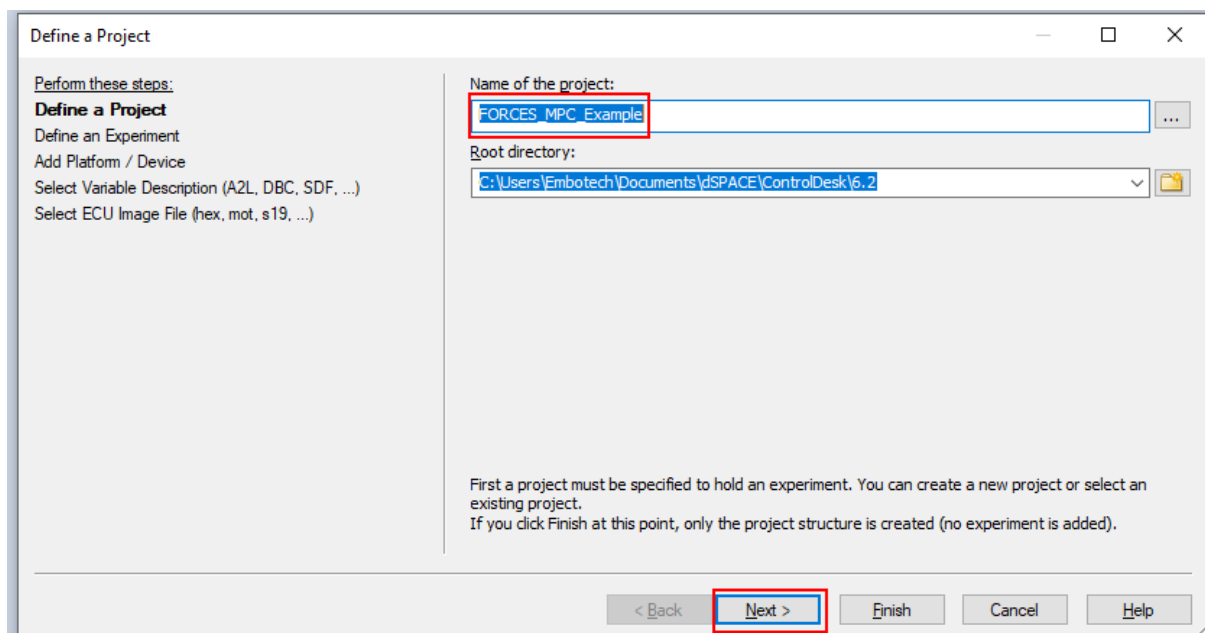 Define a Project
Perform these steps:
Define a Project
Define an Experiment
Add Platform / Device
Select Variable Description (A2L, DBC, SDF, ...)
Select ECU Image File (hex, mot, s19, ...)
Name of the project:
FORCES_MPC_Example
...
Root directory:
C:\Users\Embotech\Documents\dSPACE\ControlDesk\6.2
First a project must be specified to hold an experiment. You can create a new project or select an
existing project.
If you click Finish at this point, only the project structure is created (no experiment is added).
< Back
Next >
Finish
Cancel
Help